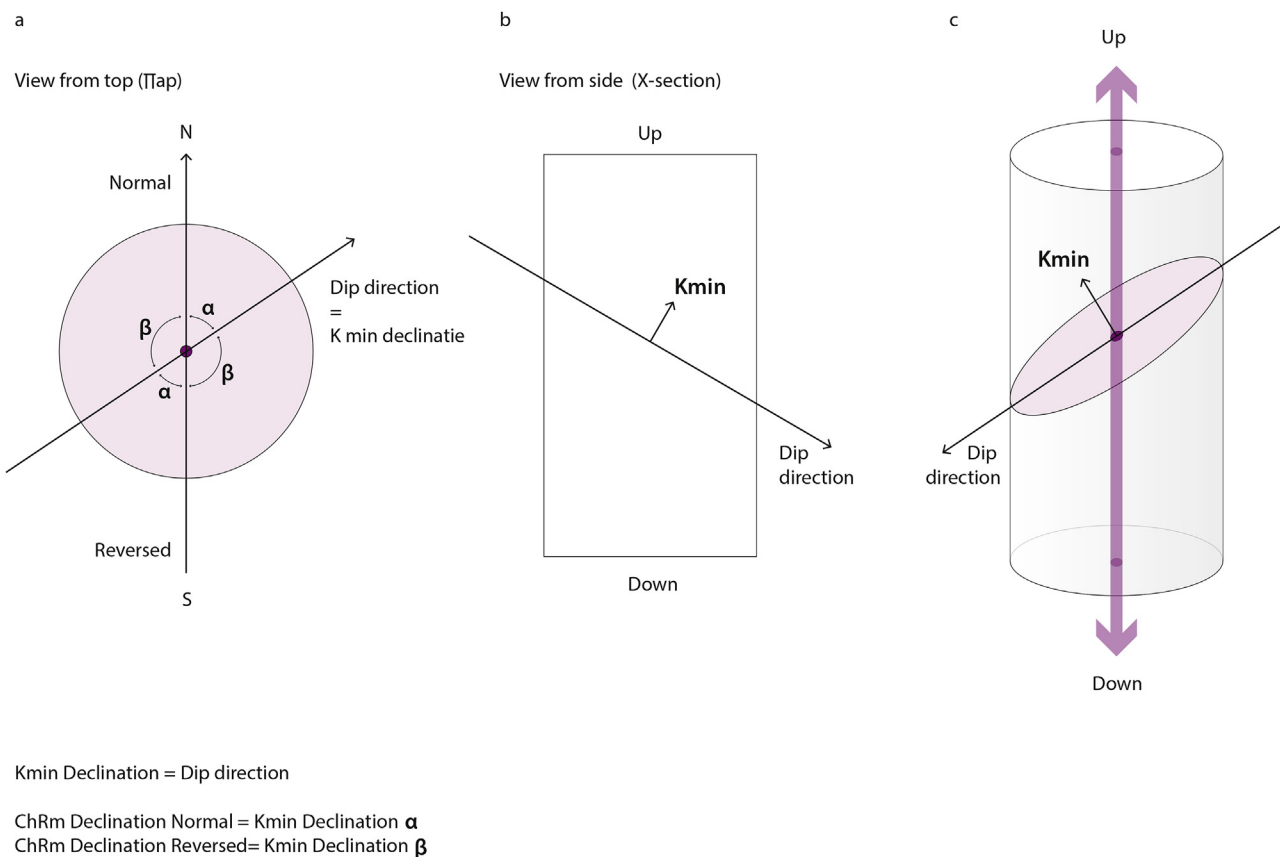 a
View from top (∏ap)
N
Normal
α
β
β
α
Dip direction
=
K min declinatie
Reversed
S
b
View from side (X-section)
Up
Kmin
Dip
direction
Down
c
Up
Kmin
Dip
direction
Down
Kmin Declination = Dip direction
ChRm Declination Normal = Kmin Declination α
ChRm Declination Reversed= Kmin Declination β